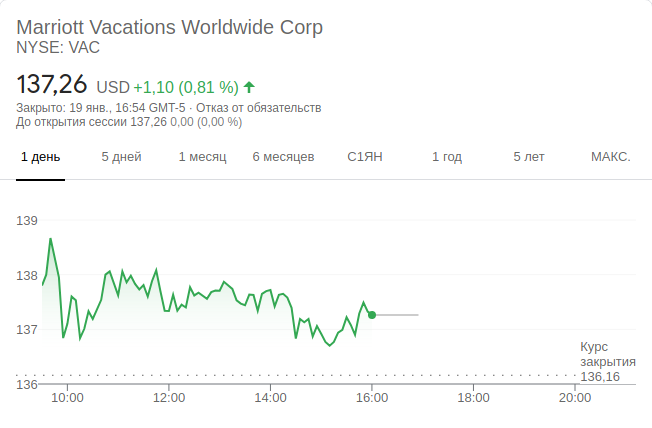 Marriott Vacations Worldwide Corp
NYSE: VAC
137,26 USD +1,10 (0,81 %)
Закрыто: 19 янв., 16:54 GMT-5 · Отказ от обязательств
До открытия сессии 137,26 0,00 (0,00 %)
1 день 5 дней 1 месяц 6 месяцев С1ЯН 1 год 5 лет МАКС.
139
138
137
Курс
закрытия
136,16
136
10:00 12:00 14:00 16:00 18:00 20:00